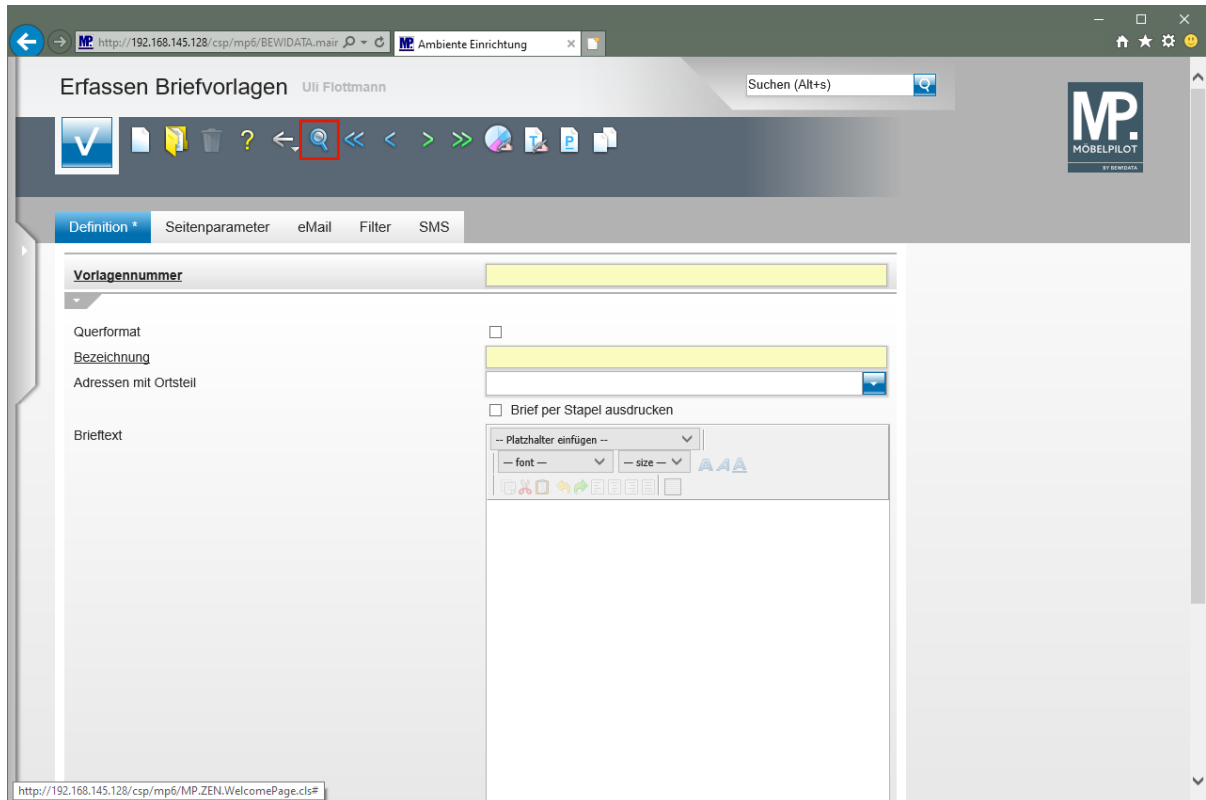 http://192.168.145.128/csp/mp6/BEWIDATA.mair
MP. Ambiente Einrichtung
Erfassen Briefvorlagen Uli Flottmann
Suchen (Alt+s)
MP.
MÖBELPILOT
BY BEWIDATA
Definition * Seitenparameter eMail Filter SMS
Vorlagennummer
Querformat
Bezeichnung
Adressen mit Ortsteil
Brief per Stapel ausdrucken
Brieftext
-- Platzhalter einfügen --
— font — — size — A A A
http://192.168.145.128/csp/mp6/MP.ZEN.WelcomePage.cls#